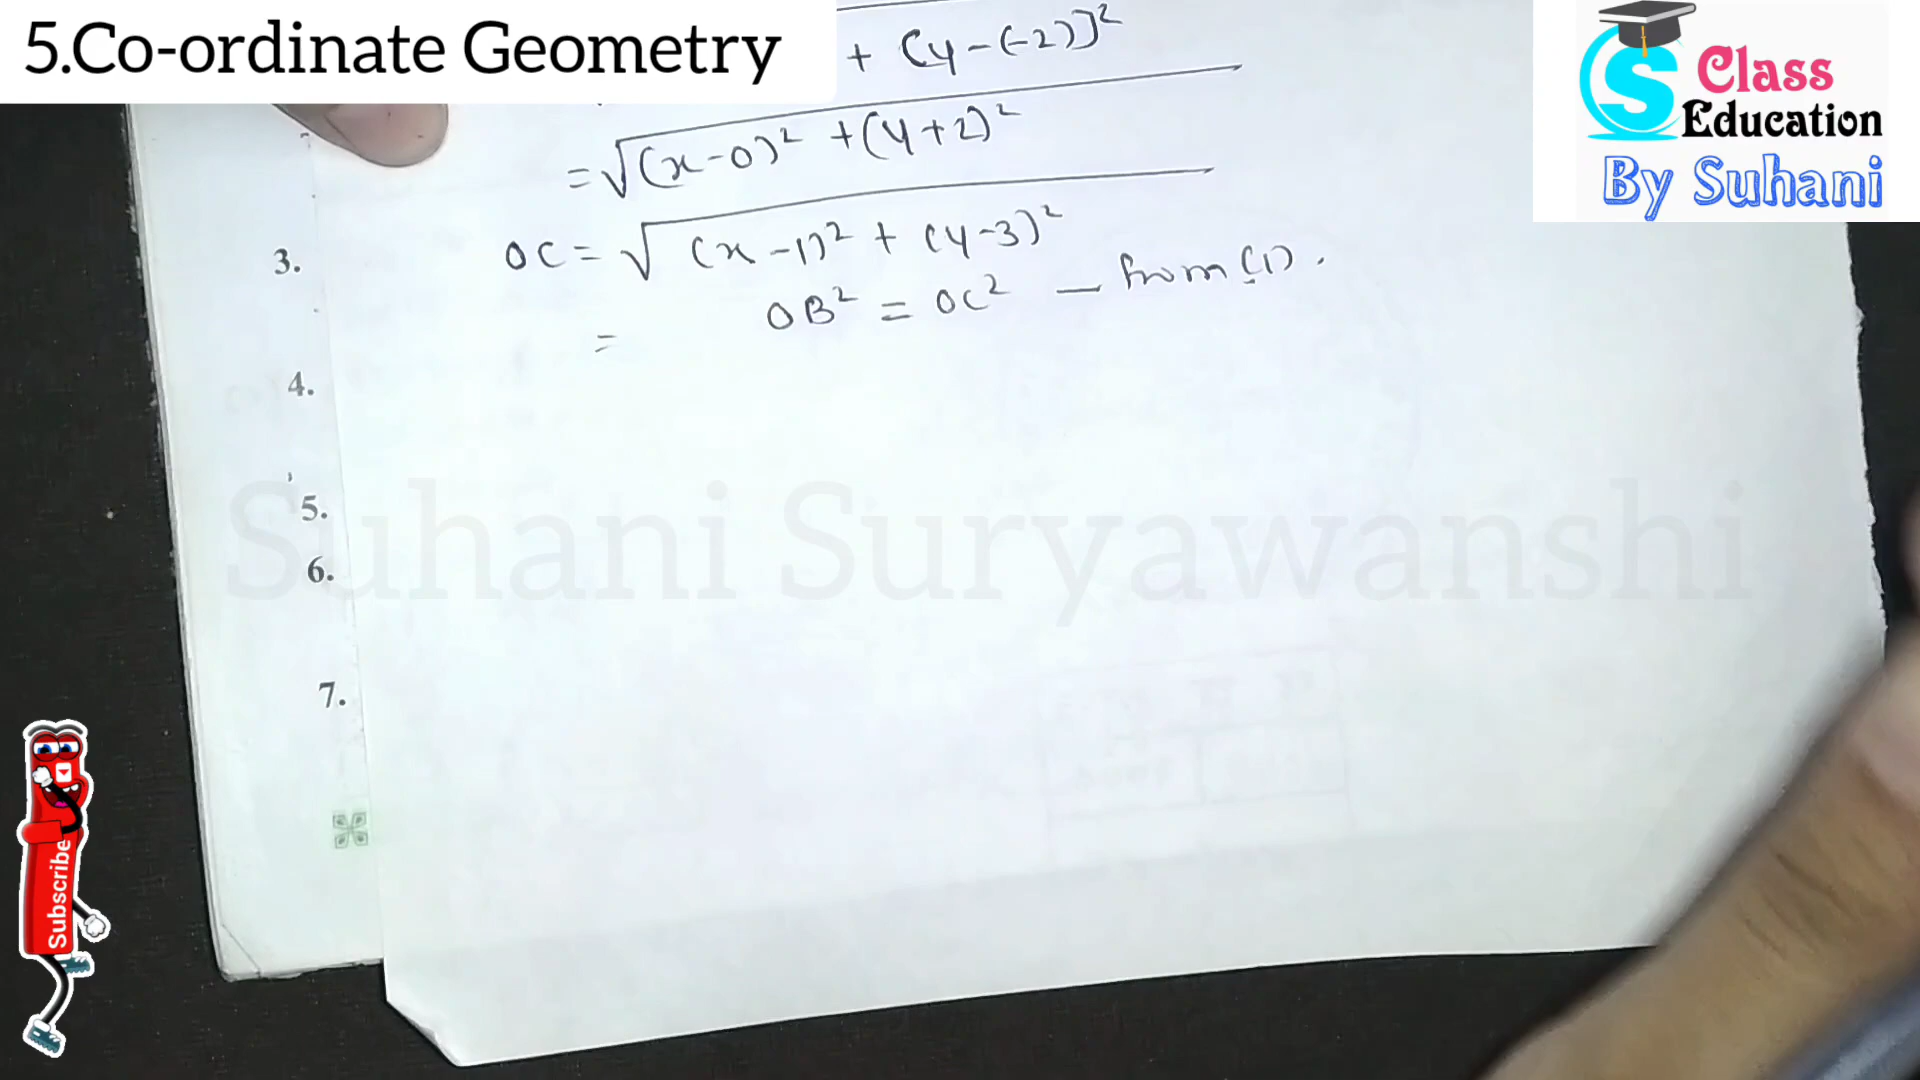 5.Co-ordinate Geometry
+ (y-(-2)]²
Class
Education
By Suhani
= √(x-0)² + (y+2)²
3.
OC = √(x-1)² + (y-3)²
OB² = OC² — from (1).
=
4.
5.
6.
Suhani Suryawanshi
7.
Subscribe